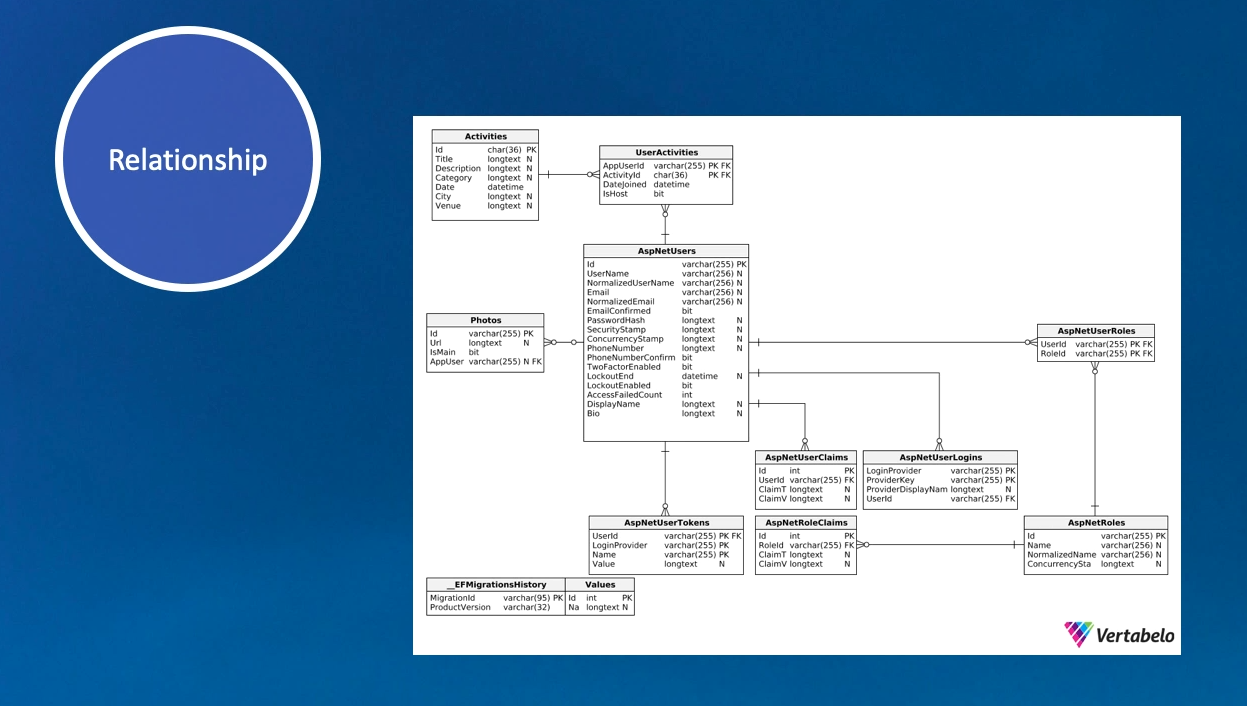 Relationship
Activities
Id char(36) PK
Title longtext N
Description longtext N
Category longtext N
Date datetime
City longtext N
Venue longtext N
UserActivities
AppUserId varchar(255) PK FK
ActivityId char(36) PK FK
DateJoined datetime
IsHost bit
AspNetUsers
Id varchar(255) PK
UserName varchar(256) N
NormalizedUserName varchar(256) N
Email varchar(256) N
NormalizedEmail varchar(256) N
EmailConfirmed bit
PasswordHash longtext N
SecurityStamp longtext N
ConcurrencyStamp longtext N
PhoneNumber longtext N
PhoneNumberConfirm bit
TwoFactorEnabled bit
LockoutEnd datetime N
LockoutEnabled bit
AccessFailedCount int
DisplayName longtext N
Bio longtext N
Photos
Id varchar(255) PK
Url longtext N
IsMain bit
AppUser varchar(255) N FK
AspNetUserRoles
UserId varchar(255) PK FK
RoleId varchar(255) PK FK
AspNetUserClaims
Id int PK
UserId varchar(255) FK
ClaimT longtext N
ClaimV longtext N
AspNetUserLogins
LoginProvider varchar(255) PK
ProviderKey varchar(255) PK
ProviderDisplayNam longtext N
UserId varchar(255) FK
AspNetUserTokens
UserId varchar(255) PK FK
LoginProvider varchar(255) PK
Name varchar(255) PK
Value longtext N
AspNetRoleClaims
Id int PK
RoleId varchar(255) FK
ClaimT longtext N
ClaimV longtext N
AspNetRoles
Id varchar(255) PK
Name varchar(256) N
NormalizedName varchar(256) N
ConcurrencySta longtext N
__EFMigrationsHistory
MigrationId varchar(95) PK
ProductVersion varchar(32)
Values
Id int PK
Na longtext N
Vertabelo